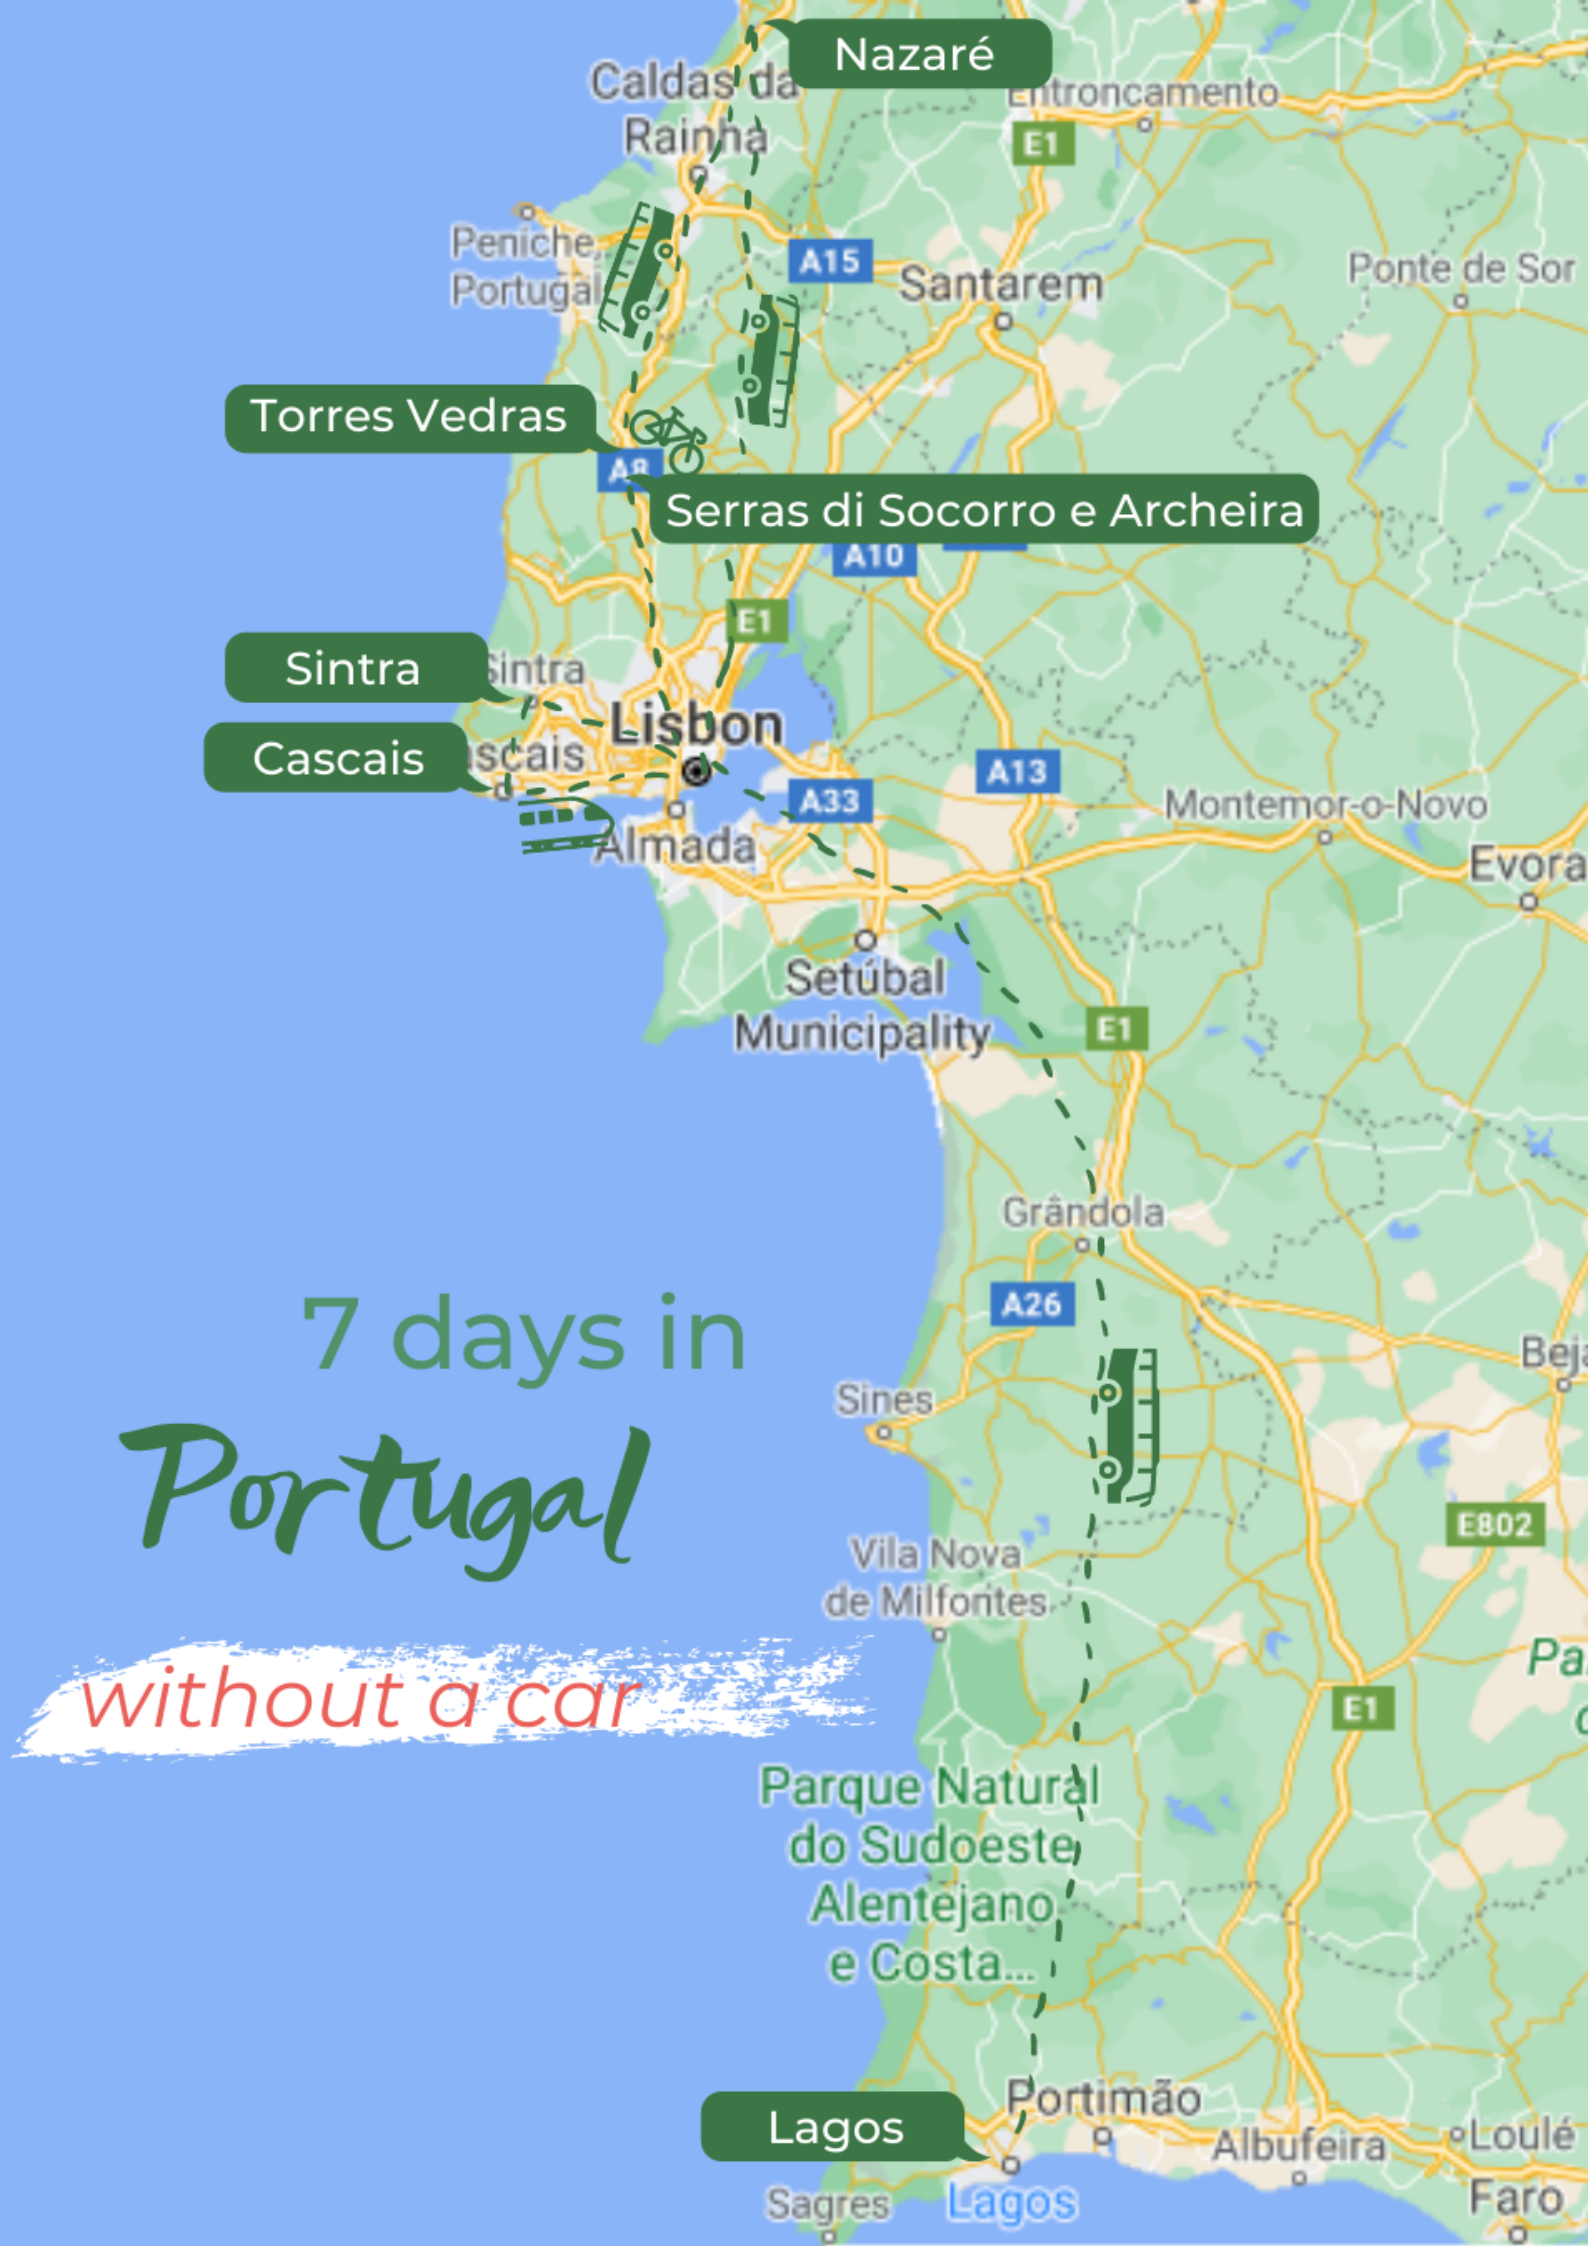 Nazaré
Caldas da
Rainha
Entroncamento
E1
Peniche,
Portugal
A15
Santarem
Ponte de Sor
Torres Vedras
A8
Serras di Socorro e Archeira
A10
E1
Sintra
Sintra
Lisbon
Cascais
ascais
A33
A13
Almada
Montemor-o-Novo
Evora
Setúbal
Municipality
E1
Grândola
A26
7 days in
Portugal
without a car
Sines
Beja
E802
Vila Nova
de Milfontes
Pa
E1
Parque Natural
do Sudoeste
Alentejano
e Costa...
Portimão
Lagos
Albufeira
Loulé
Sagres
Lagos
Faro